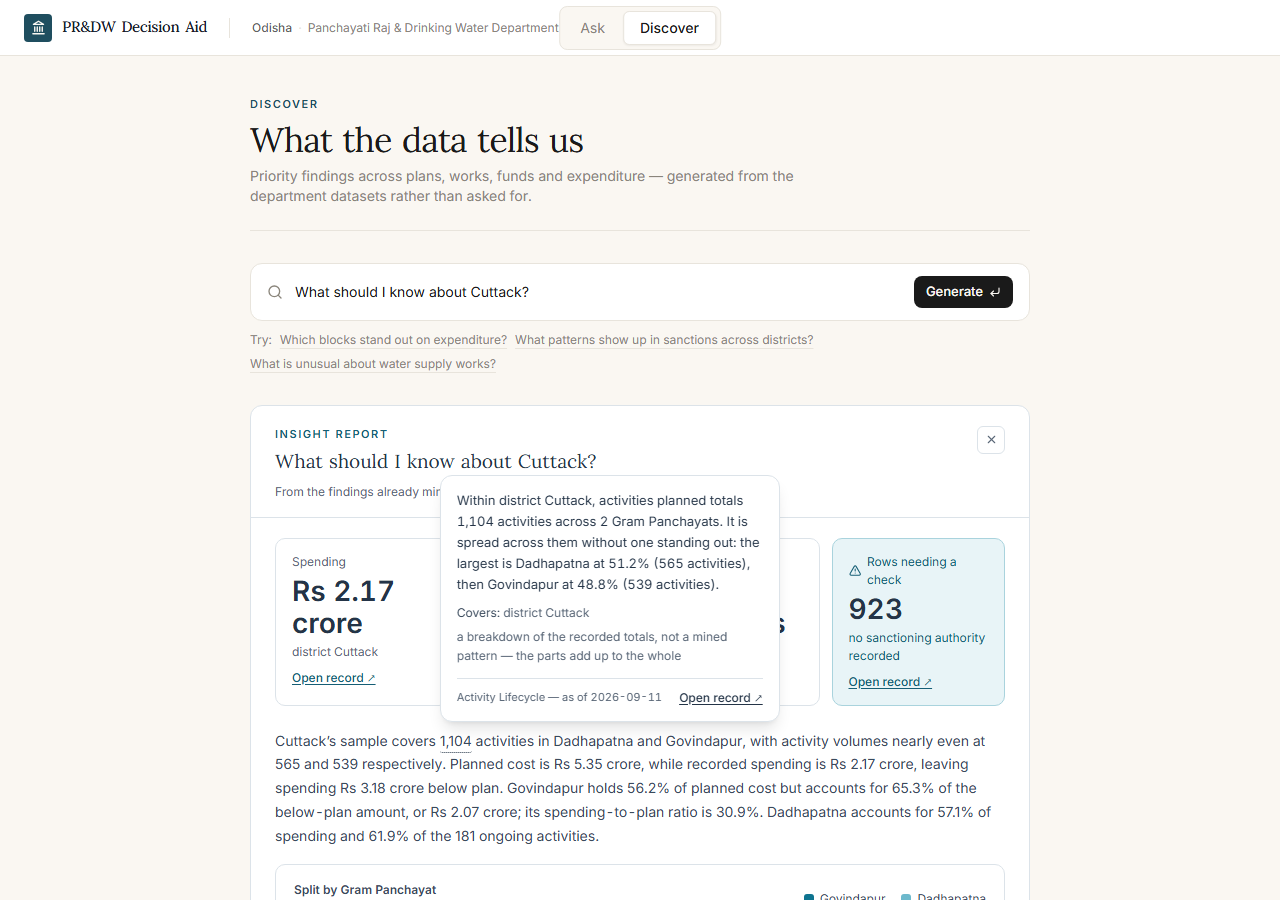 PR&DW Decision Aid
Odisha · Panchayati Raj & Drinking Water Department
Ask
Discover
DISCOVER
What the data tells us
Priority findings across plans, works, funds and expenditure — generated from the
department datasets rather than asked for.
What should I know about Cuttack?
Generate ↵
Try: Which blocks stand out on expenditure? What patterns show up in sanctions across districts?
What is unusual about water supply works?
INSIGHT REPORT
What should I know about Cuttack?
From the findings already
Within district Cuttack, activities planned totals
1,104 activities across 2 Gram Panchayats. It is
spread across them without one standing out: the
largest is Dadhapatna at 51.2% (565 activities),
then Govindapur at 48.8% (539 activities).
Covers: district Cuttack
a breakdown of the recorded totals, not a mined
pattern — the parts add up to the whole
Activity Lifecycle — as of 2026-09-11
Open record ↗
Spending
Rs 2.17
crore
district Cuttack
Open record ↗
Rows needing a
check
923
no sanctioning authority
recorded
Open record ↗
Cuttack’s sample covers 1,104 activities in Dadhapatna and Govindapur, with activity volumes nearly even at
565 and 539 respectively. Planned cost is Rs 5.35 crore, while recorded spending is Rs 2.17 crore, leaving
spending Rs 3.18 crore below plan. Govindapur holds 56.2% of planned cost but accounts for 65.3% of the
below-plan amount, or Rs 2.07 crore; its spending-to-plan ratio is 30.9%. Dadhapatna accounts for 57.1% of
spending and 61.9% of the 181 ongoing activities.
Split by Gram Panchayat
Govindapur
Dadhapatna